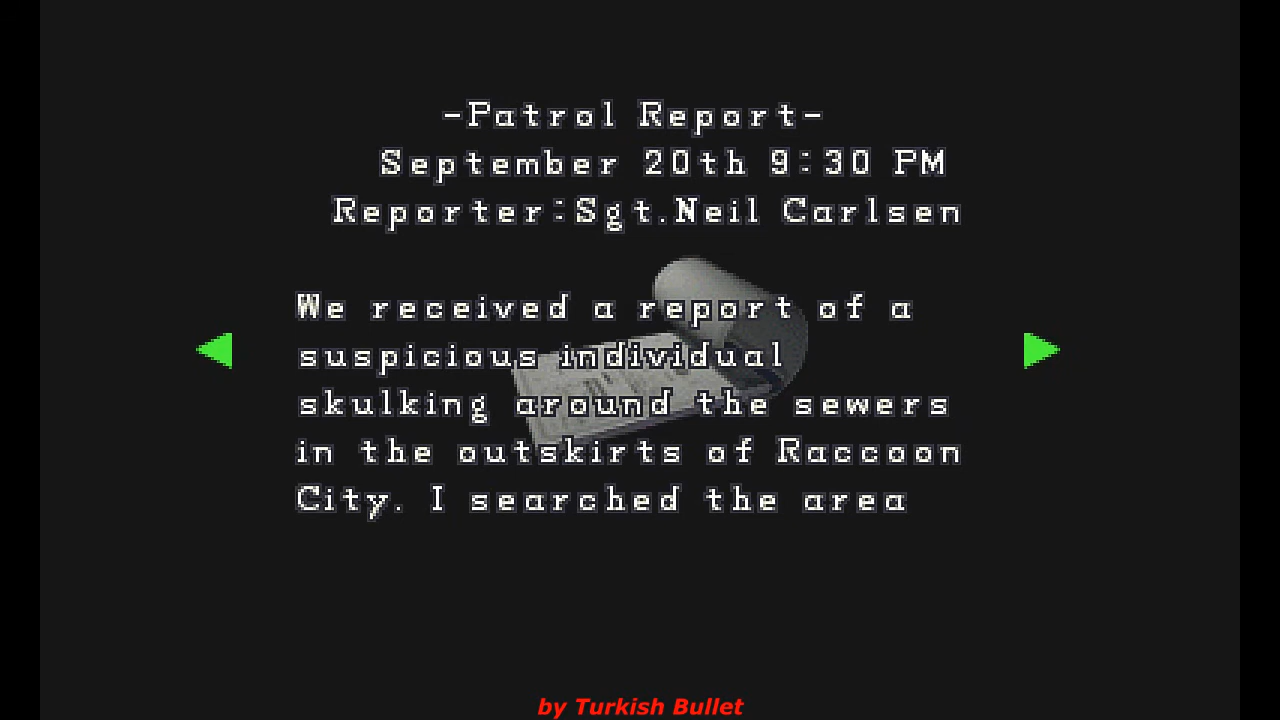 -Patrol Report-
September 20th 9:30 PM
Reporter:Sgt.Neil Carlsen
We received a report of a
suspicious individual
skulking around the sewers
in the outskirts of Raccoon
City. I searched the area
by Turkish Bullet